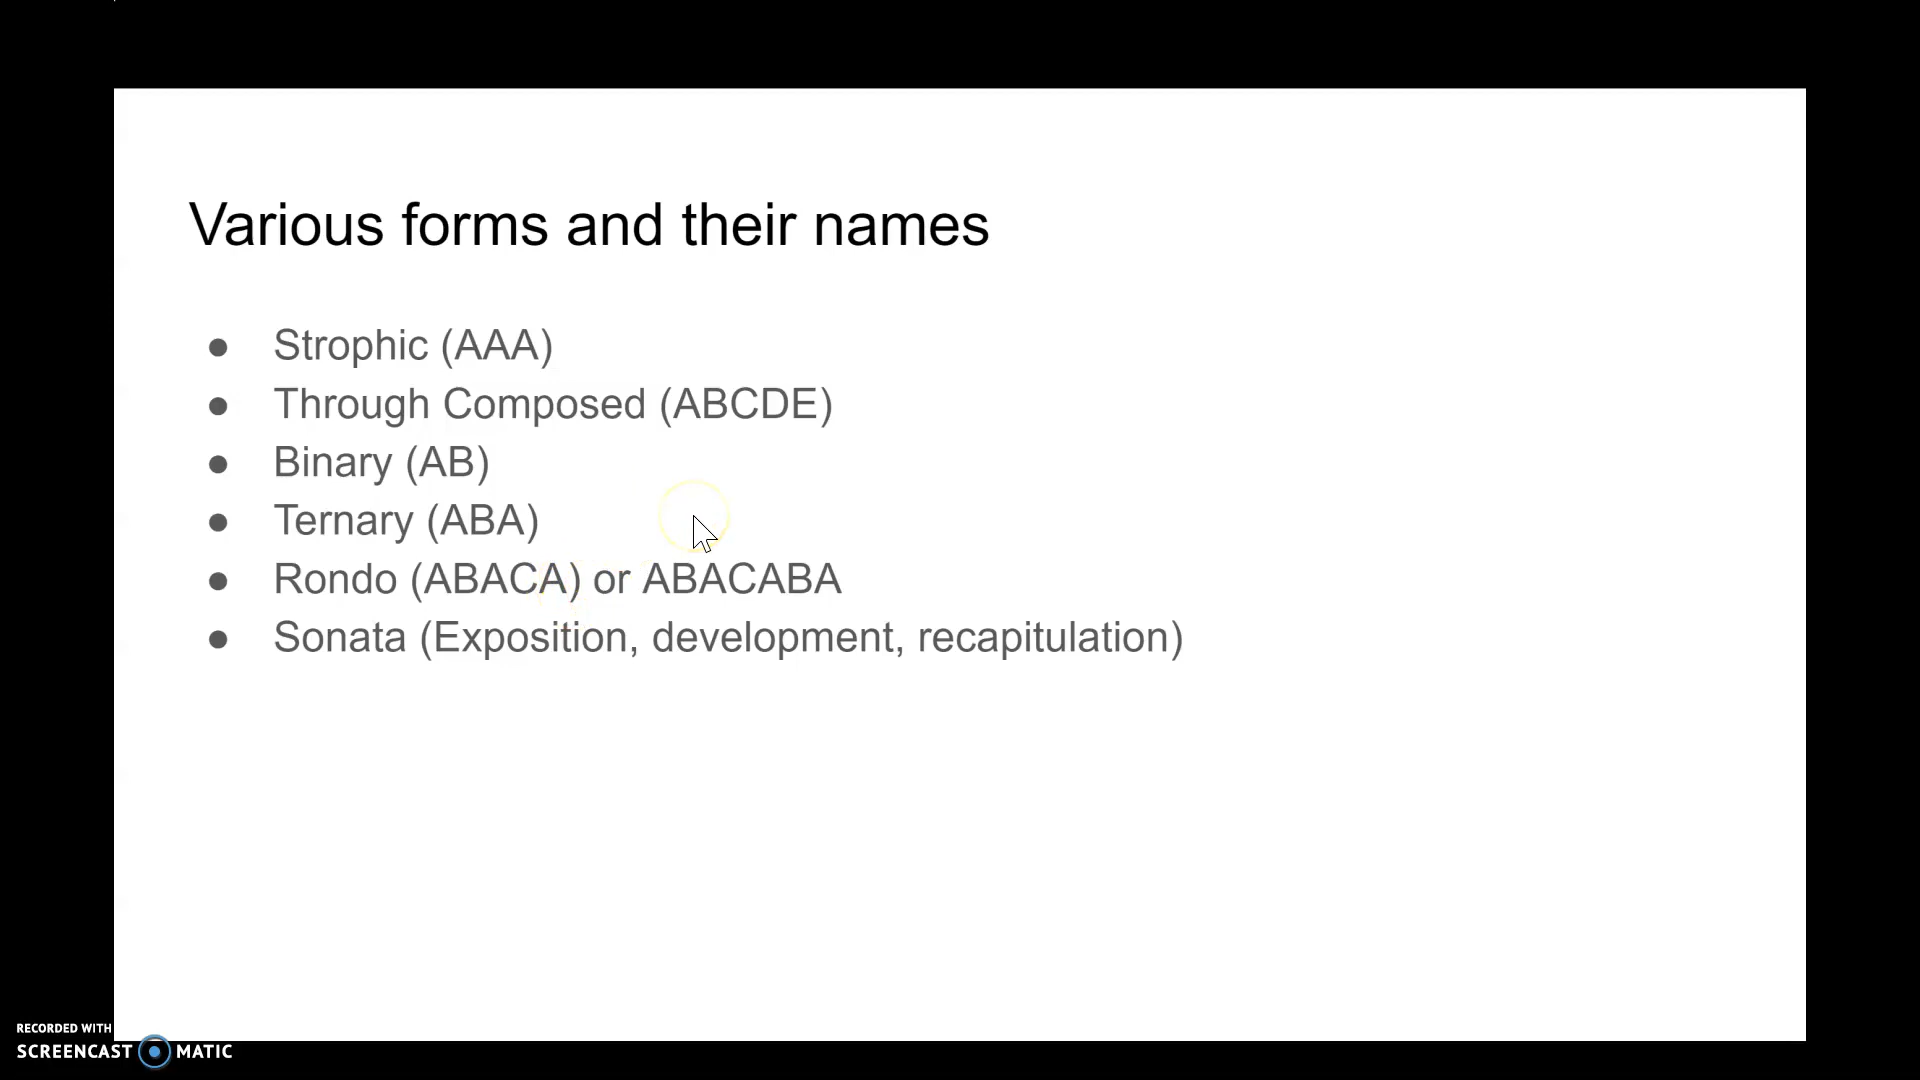 Various forms and their names
● Strophic (AAA)
● Through Composed (ABCDE)
● Binary (AB)
● Ternary (ABA)
● Rondo (ABACA) or ABACABA
● Sonata (Exposition, development, recapitulation)
RECORDED WITH
SCREENCAST MATIC